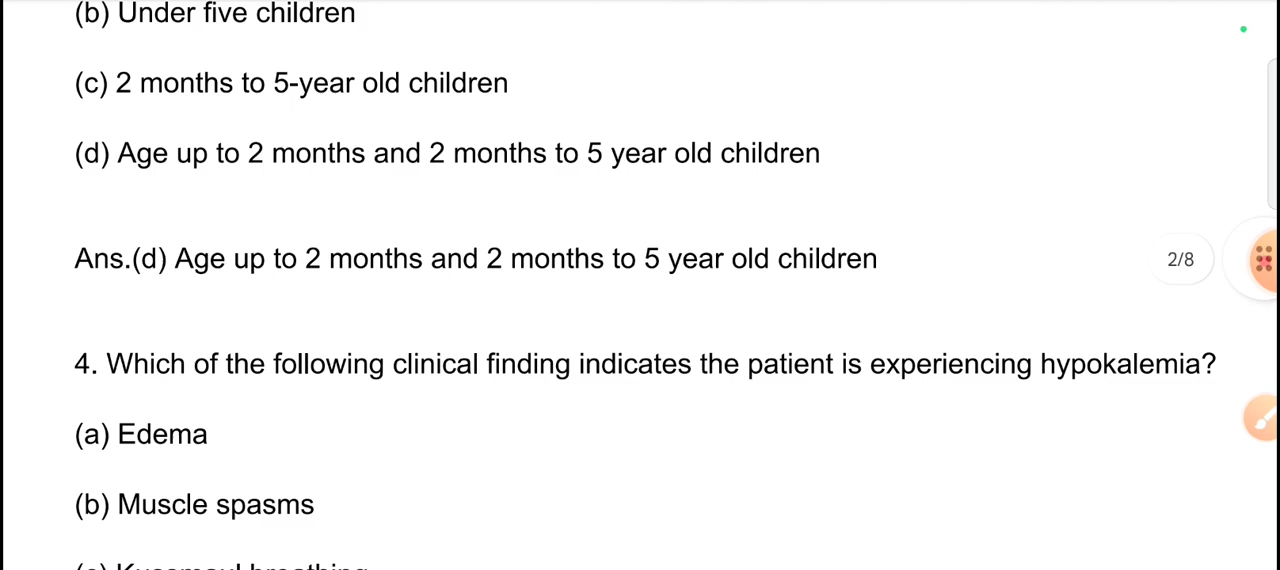 (b) Under five children
(c) 2 months to 5-year old children
(d) Age up to 2 months and 2 months to 5 year old children
Ans.(d) Age up to 2 months and 2 months to 5 year old children
2/8
4. Which of the following clinical finding indicates the patient is experiencing hypokalemia?
(a) Edema
(b) Muscle spasms